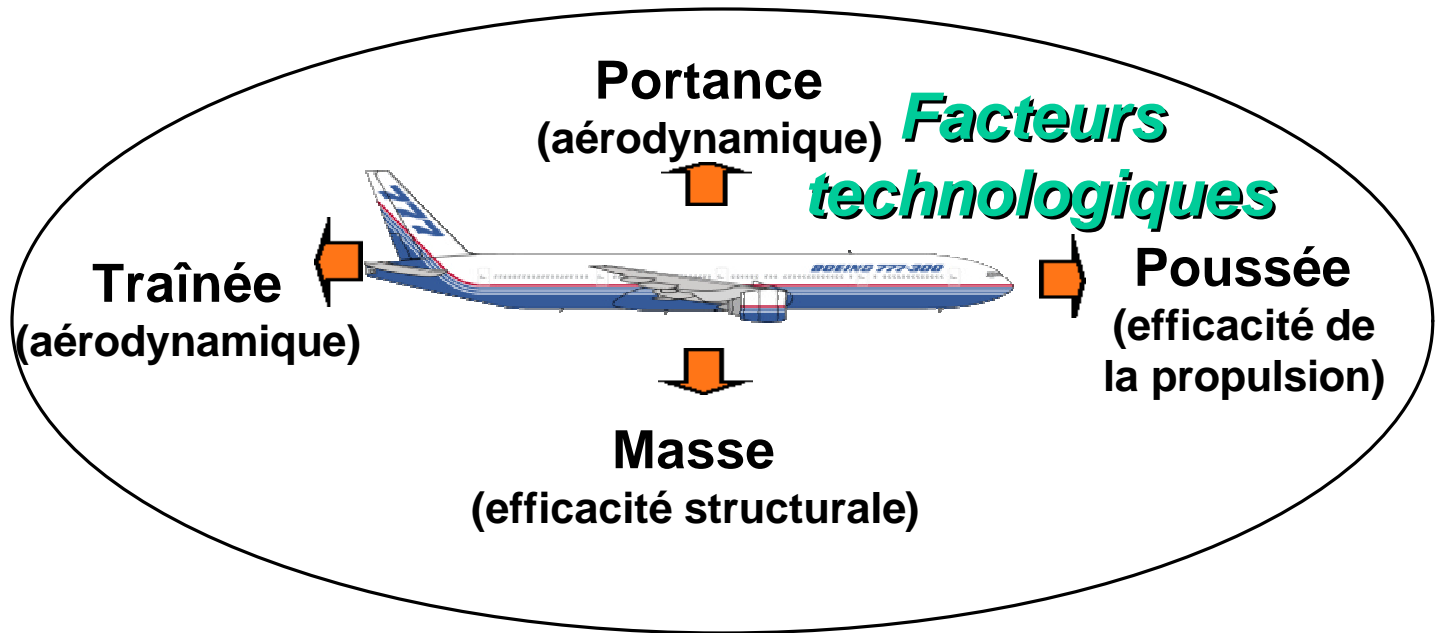 Portance
(aérodynamique)
Facteurs
technologiques
777
BOEING 777-300
Traînée
(aérodynamique)
Poussée
(efficacité de
la propulsion)
Masse
(efficacité structurale)